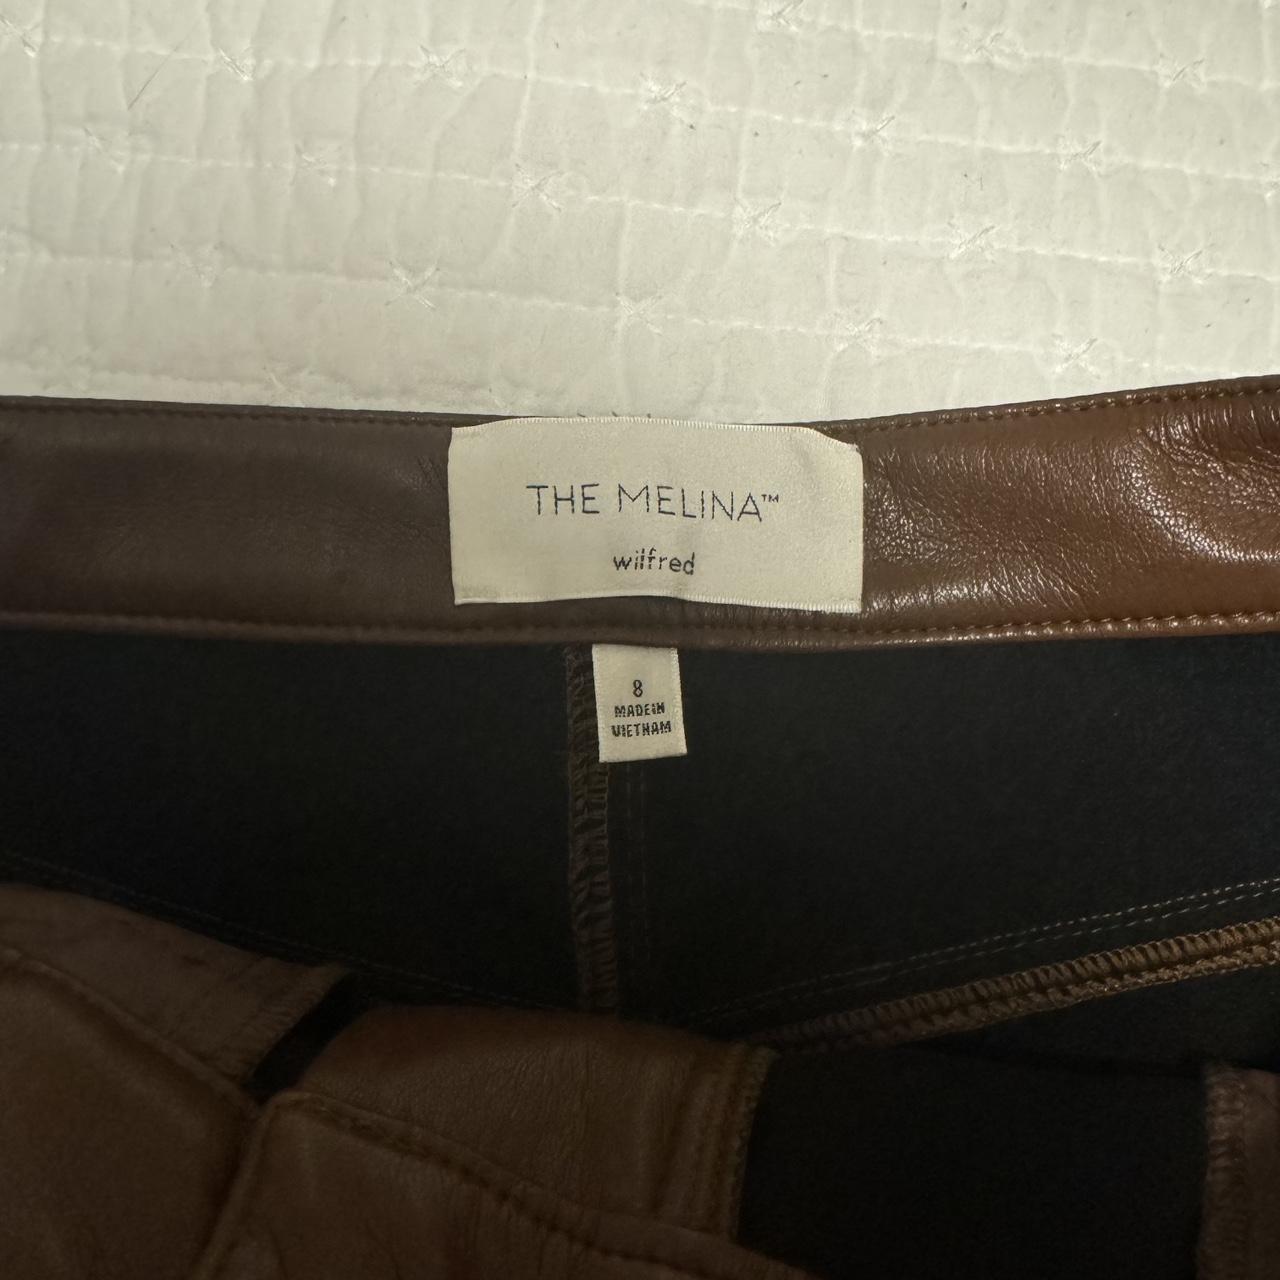 THE MELINA™
wilfred
8
MADE IN
VIETNAM